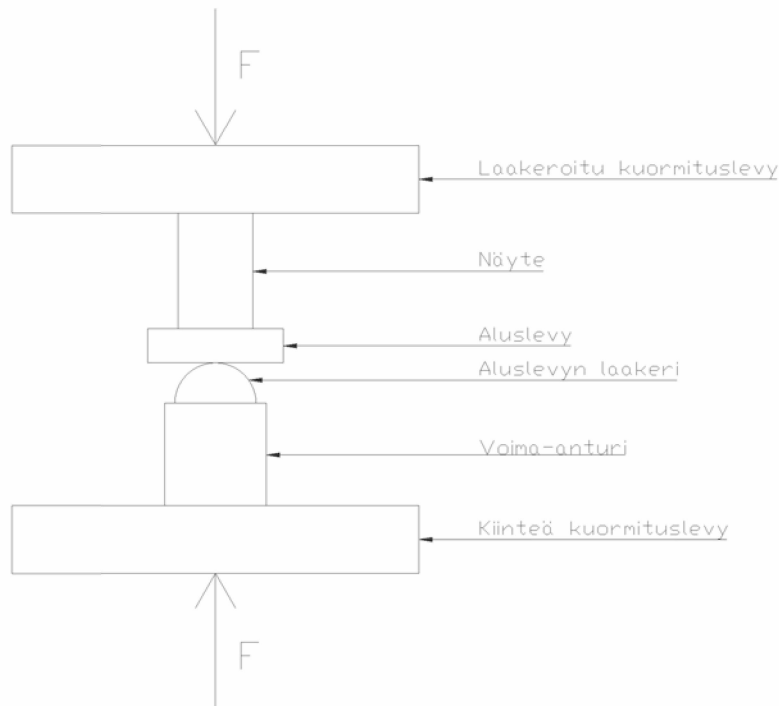 F
Laakeroitu kuormituslevy
Näyte
Aluslevy
Aluslevyn laakeri
Voima-anturi
Kiinteä kuormituslevy
F